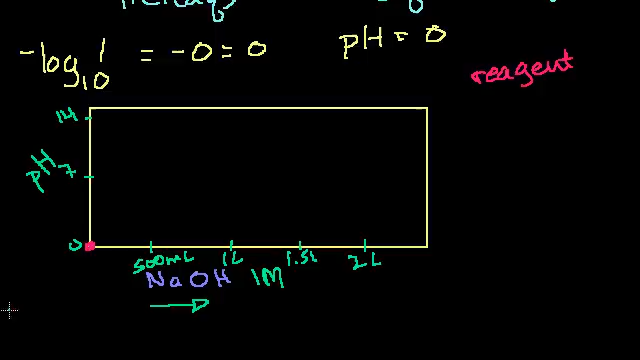 -log₁₀ 1 = -0 = 0
pH = 0
reagent
14
pH 7
0
500mL 1L 1.5L 2L
NaOH 1M